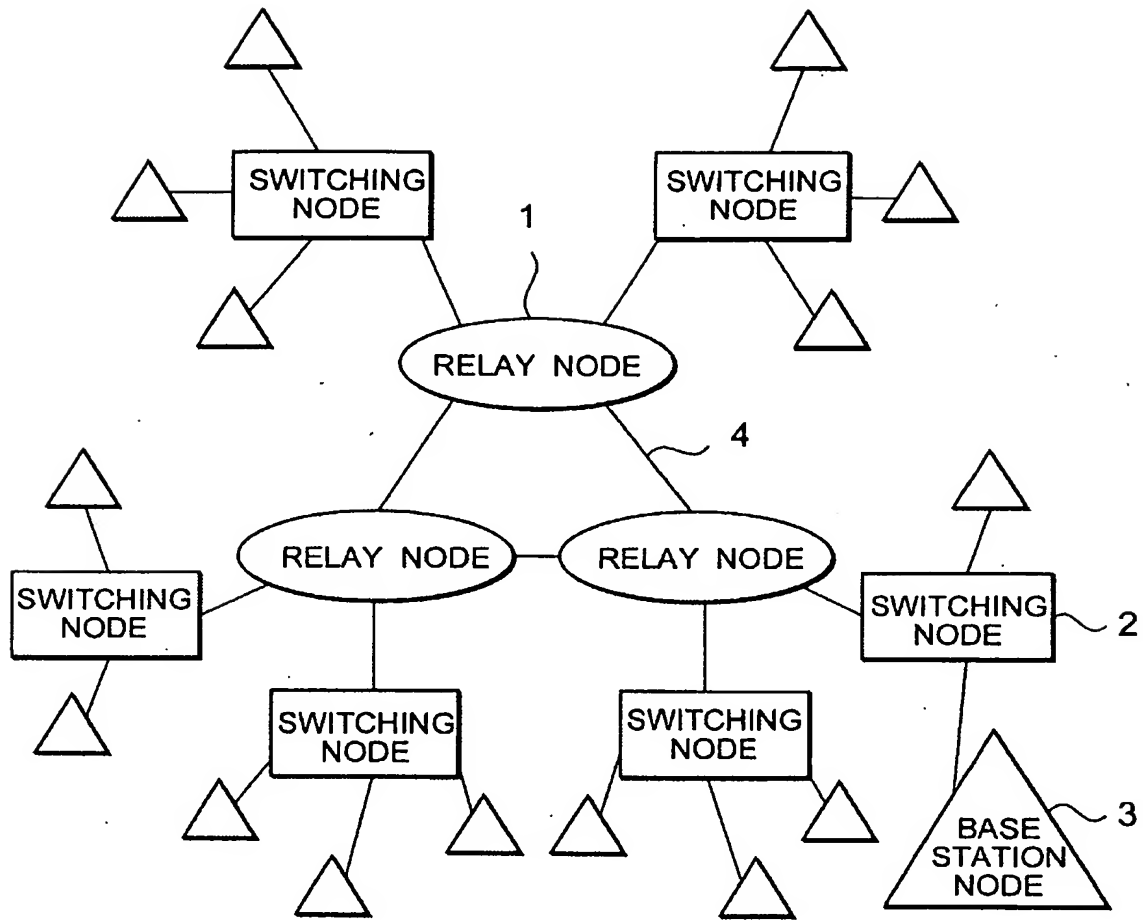 SWITCHING
NODE
SWITCHING
NODE
1
RELAY NODE
4
RELAY NODE
RELAY NODE
SWITCHING
NODE
SWITCHING
NODE
2
SWITCHING
NODE
SWITCHING
NODE
BASE
STATION
NODE
3